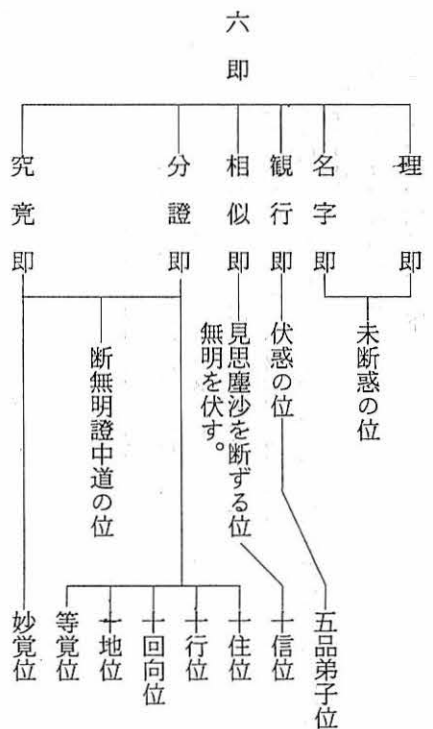 六即
理即
名字即
観行即
相似即
分證即
究竟即
未断惑の位
伏惑の位
見思塵沙を断ずる位
無明を伏す。
断無明證中道の位
五品弟子位
十信位
十住位
十行位
十回向位
十地位
等覚位
妙覚位